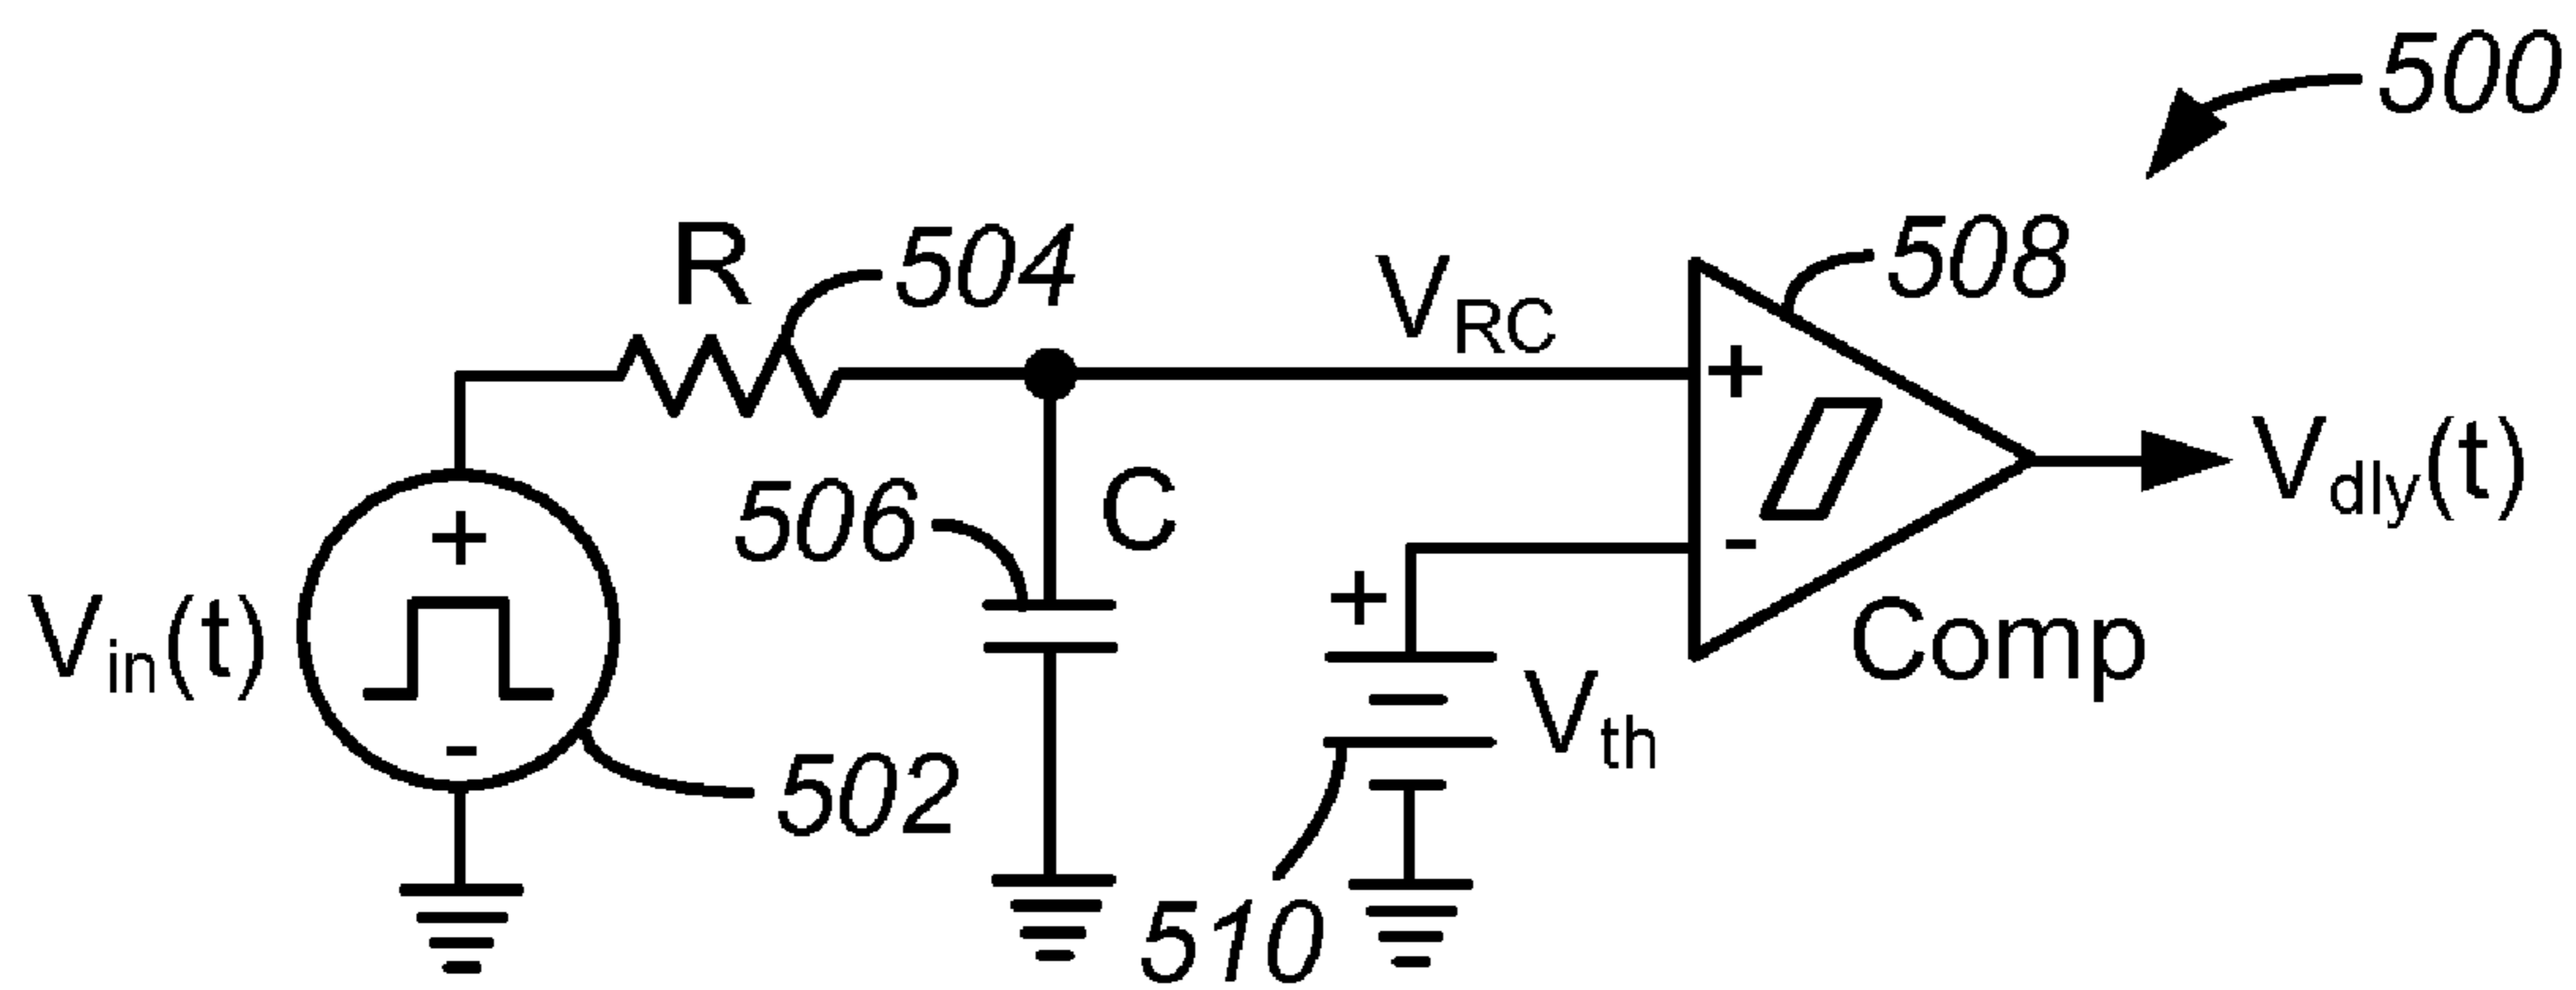 500
R 504
V_RC
508
+
506 C
V_dly(t)
+
-
+
V_in(t)
Comp
V_th
-
502
510